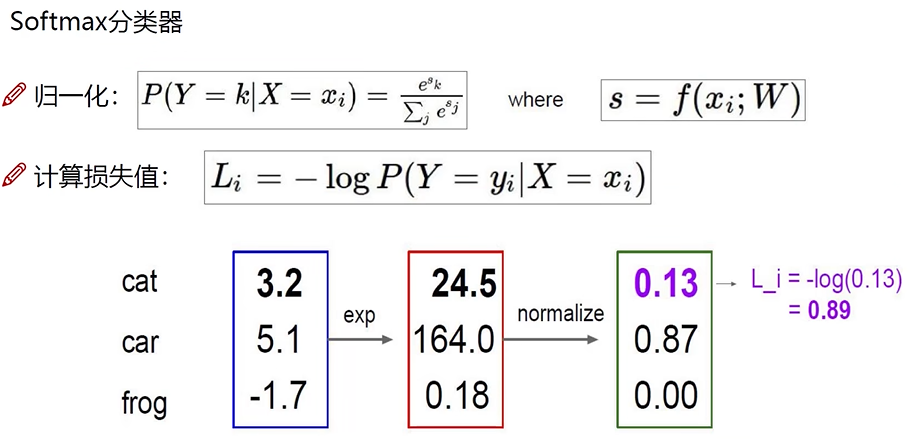 Softmax分类器
归一化: P(Y = k|X = x_i) = \frac{e^{s_k}}{\sum_j e^{s_j}} where s = f(x_i; W)
计算损失值: L_i = − log P(Y = y_i|X = x_i)
cat 3.2 24.5 0.13 L_i = -log(0.13)
= 0.89
exp normalize
car 5.1 164.0 0.87
frog -1.7 0.18 0.00